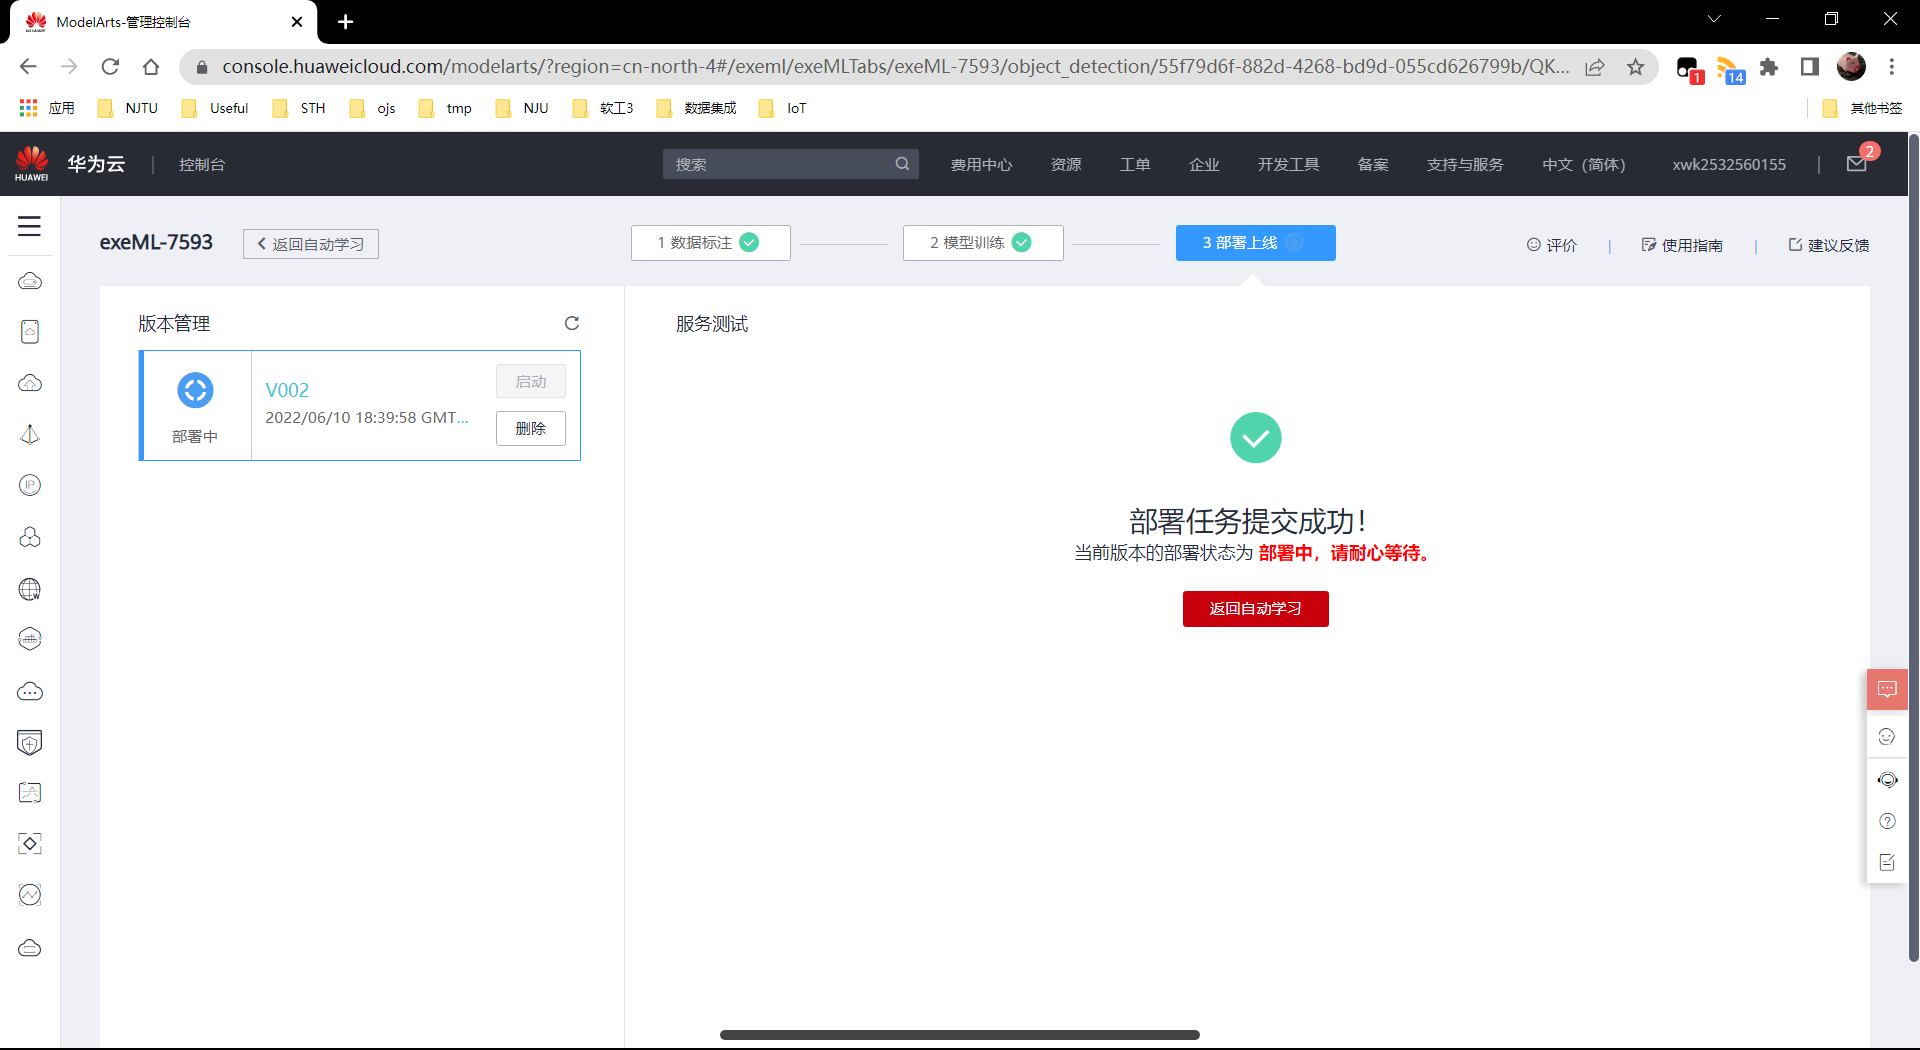 ModelArts-管理控制台
console.huaweicloud.com/modelarts/?region=cn-north-4#/exeml/exeMLTabs/exeML-7593/object_detection/55f79d6f-882d-4268-bd9d-055cd626799b/QK...
1
14
应用 NJTU Useful STH ojs tmp NJU 软工3 数据集成 IoT 其他书签
HUAWEI 华为云 | 控制台 搜索 费用中心 资源 工单 企业 开发工具 备案 支持与服务 中文（简体） xwk2532560155 | 2
exeML-7593 返回自动学习 1 数据标注 2 模型训练 3 部署上线 评价 | 使用指南 | 建议反馈
版本管理
服务测试
V002
启动
2022/06/10 18:39:58 GMT...
部署中
删除
IP
W
部署任务提交成功！
当前版本的部署状态为 部署中，请耐心等待。
返回自动学习